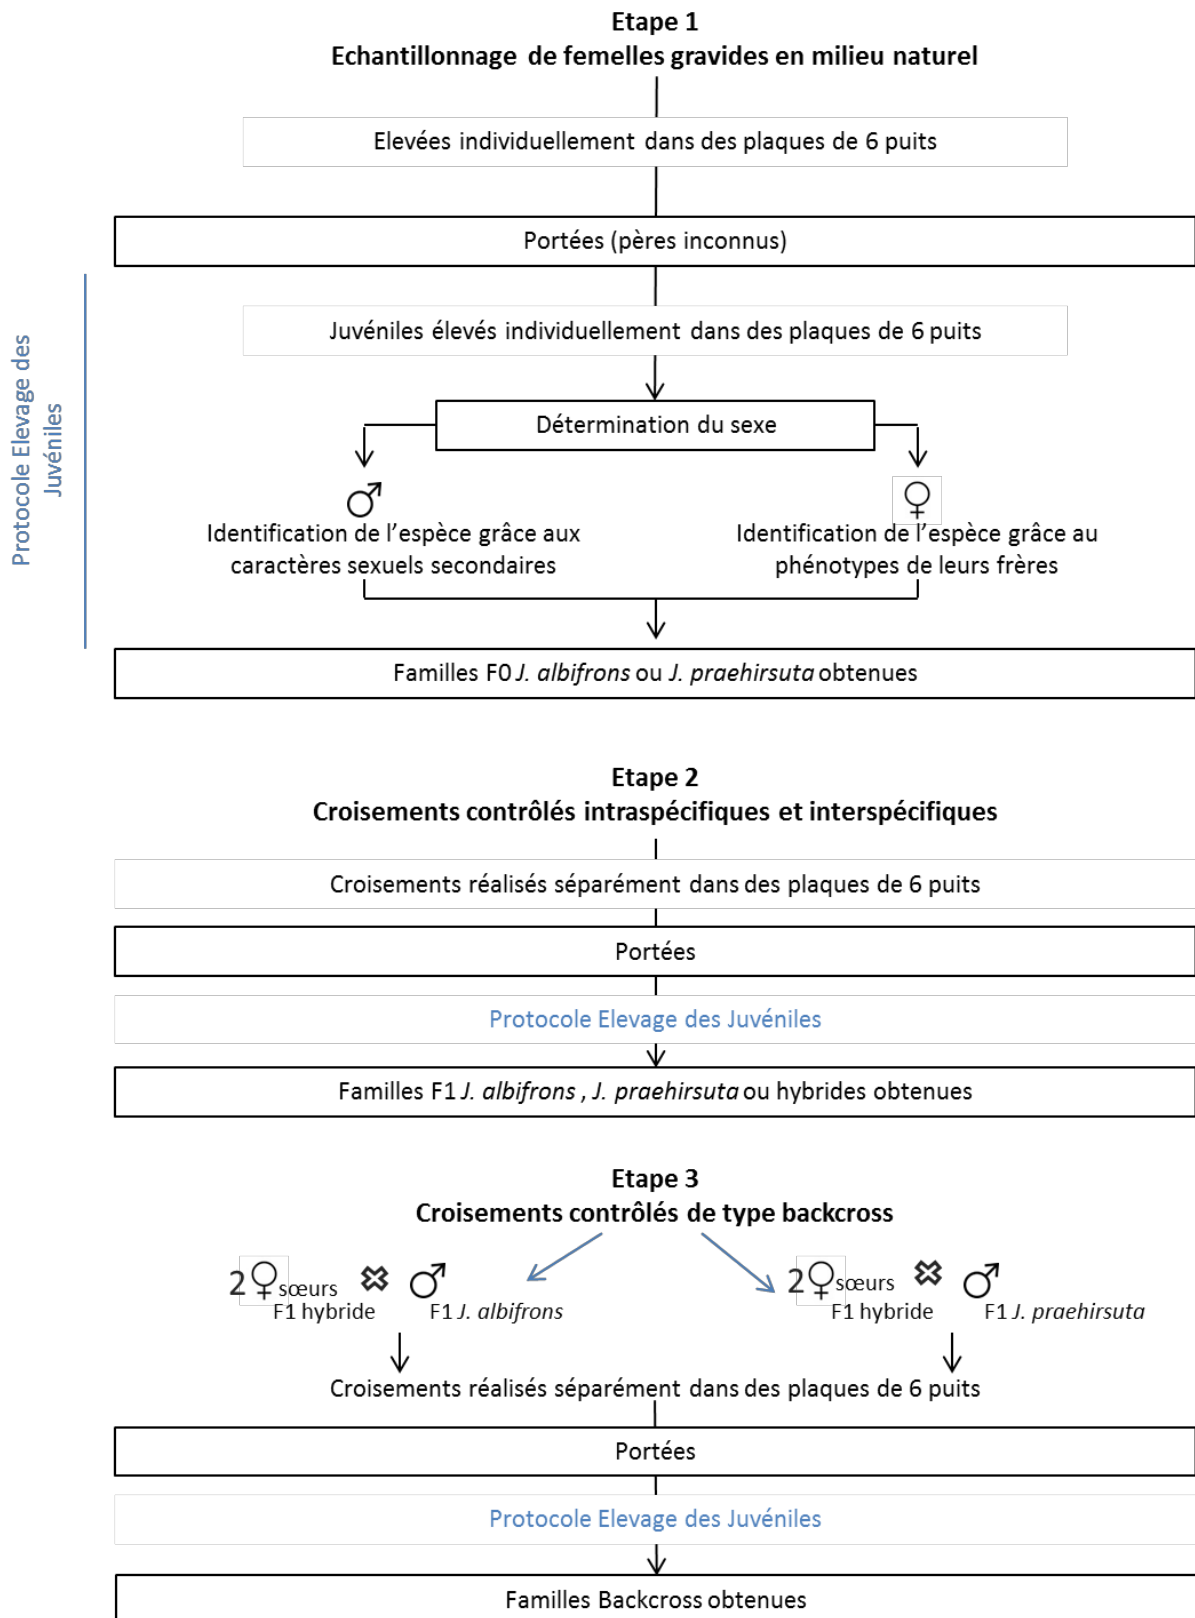 Etape 1
Echantillonnage de femelles gravides en milieu naturel
Elevées individuellement dans des plaques de 6 puits
Portées (pères inconnus)
Protocole Elevage des
Juvéniles
Juvéniles élevés individuellement dans des plaques de 6 puits
Détermination du sexe
♂ ♀
Identification de l'espèce grâce aux
caractères sexuels secondaires
Identification de l'espèce grâce au
phénotypes de leurs frères
Familles F0 J. albifrons ou J. praehirsuta obtenues
Etape 2
Croisements contrôlés intraspécifiques et interspécifiques
Croisements réalisés séparément dans des plaques de 6 puits
Portées
Protocole Elevage des Juvéniles
Familles F1 J. albifrons , J. praehirsuta ou hybrides obtenues
Etape 3
Croisements contrôlés de type backcross
2♀sœurs ✖ ♂
F1 hybride F1 J. albifrons
2♀sœurs ✖ ♂
F1 hybride F1 J. praehirsuta
Croisements réalisés séparément dans des plaques de 6 puits
Portées
Protocole Elevage des Juvéniles
Familles Backcross obtenues